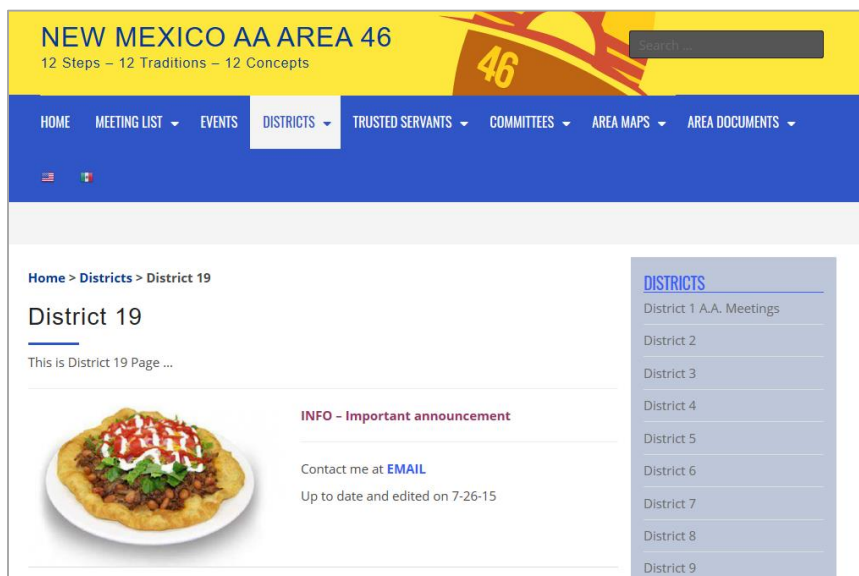 NEW MEXICO AA AREA 46
12 Steps – 12 Traditions – 12 Concepts
46
Search ...
HOME MEETING LIST EVENTS DISTRICTS TRUSTED SERVANTS COMMITTEES AREA MAPS AREA DOCUMENTS
Home > Districts > District 19
District 19
This is District 19 Page ...
INFO – Important announcement
Contact me at EMAIL
Up to date and edited on 7-26-15
DISTRICTS
District 1 A.A. Meetings
District 2
District 3
District 4
District 5
District 6
District 7
District 8
District 9